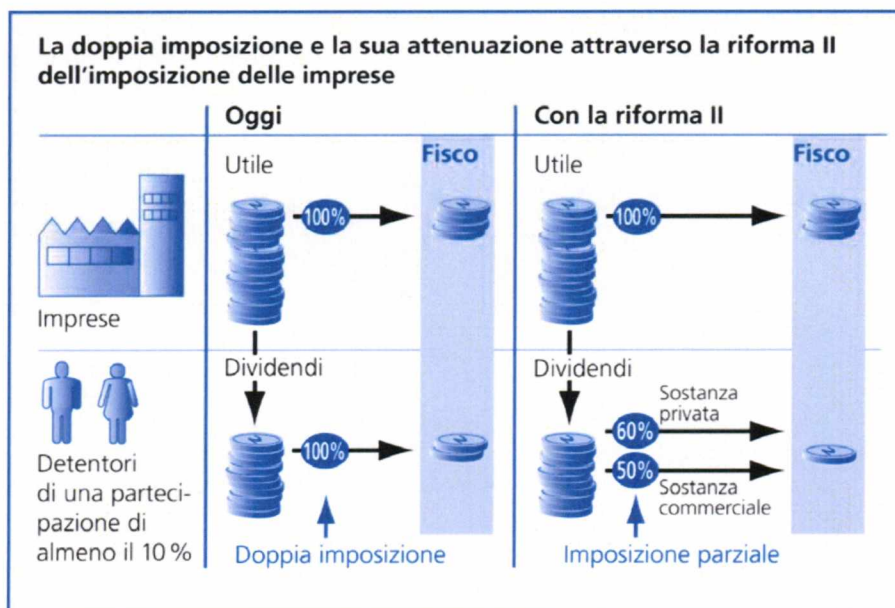 La doppia imposizione e la sua attenuazione attraverso la riforma II
dell'imposizione delle imprese
Oggi
Con la riforma II
Fisco
Fisco
Utile
Utile
100%
100%
Imprese
Dividendi
Dividendi
Sostanza
privata
100%
60%
50%
Sostanza
commerciale
Detentori
di una parteci-
pazione di
almeno il 10 %
Doppia imposizione
Imposizione parziale